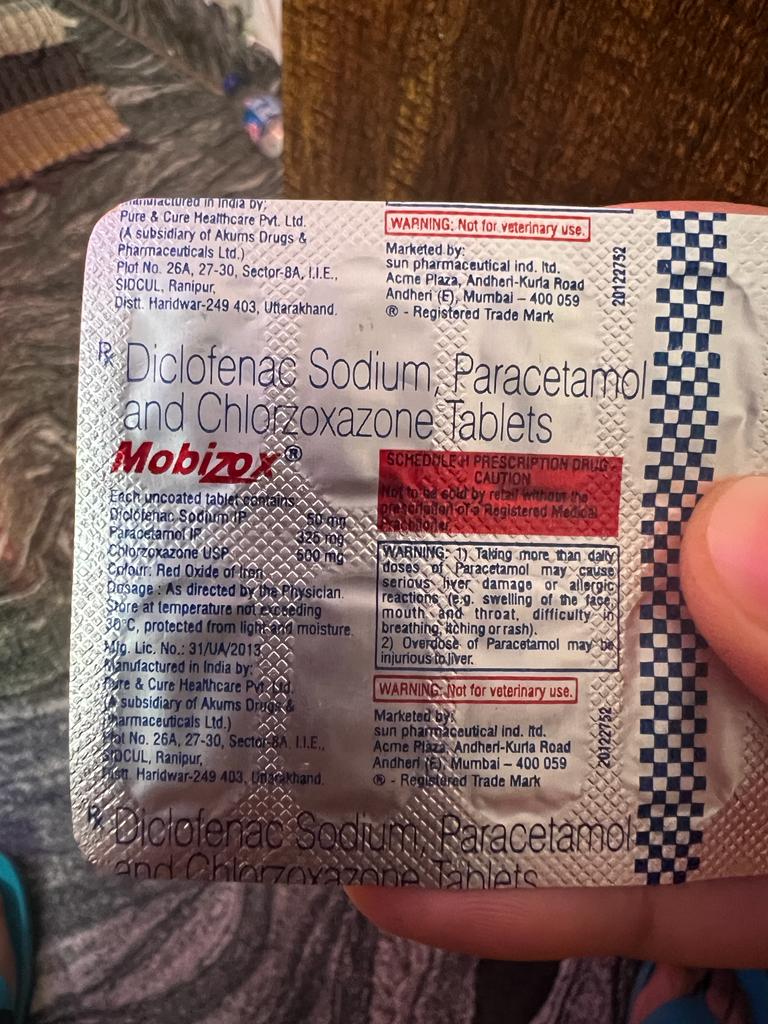 Manufactured in India by:
Pure & Cure Healthcare Pvt. Ltd.
(A subsidiary of Akums Drugs &
Pharmaceuticals Ltd.)
Plot No. 26A, 27-30, Sector-8A, I.I.E.,
SIDCUL, Ranipur,
Distt. Haridwar-249 403, Uttarakhand.
WARNING: Not for veterinary use.
Marketed by:
sun pharmaceutical ind. ltd.
Acme Plaza, Andheri-Kurla Road
Andheri (E), Mumbai – 400 059
® - Registered Trade Mark
20122752
Rx Diclofenac Sodium, Paracetamol
and Chlorzoxazone Tablets
Mobizox®
Each uncoated tablet contains:
Diclofenac Sodium IP 50 mg
Paracetamol IP 325 mg
Chlorzoxazone USP 500 mg
Colour: Red Oxide of Iron
Dosage : As directed by the Physician.
Store at temperature not exceeding
30°C, protected from light and moisture.
Mfg. Lic. No.: 31/UA/2013
Manufactured in India by:
Pure & Cure Healthcare Pvt. Ltd.
(A subsidiary of Akums Drugs &
Pharmaceuticals Ltd.)
Plot No. 26A, 27-30, Sector-8A, I.I.E.,
SIDCUL, Ranipur,
Distt. Haridwar-249 403, Uttarakhand.
SCHEDULE H PRESCRIPTION DRUG -
CAUTION
Not to be sold by retail without the
prescription of a Registered Medical
Practitioner.
WARNING: 1) Taking more than daily
doses of Paracetamol may cause
serious liver damage or allergic
reactions (e.g. swelling of the face,
mouth and throat, difficulty in
breathing, itching or rash).
2) Overdose of Paracetamol may be
injurious to liver.
WARNING: Not for veterinary use.
Marketed by:
sun pharmaceutical ind. ltd.
Acme Plaza, Andheri-Kurla Road
Andheri (E), Mumbai – 400 059
® - Registered Trade Mark
20122752
Rx Diclofenac Sodium, Paracetamol
and Chlorzoxazone Tablets